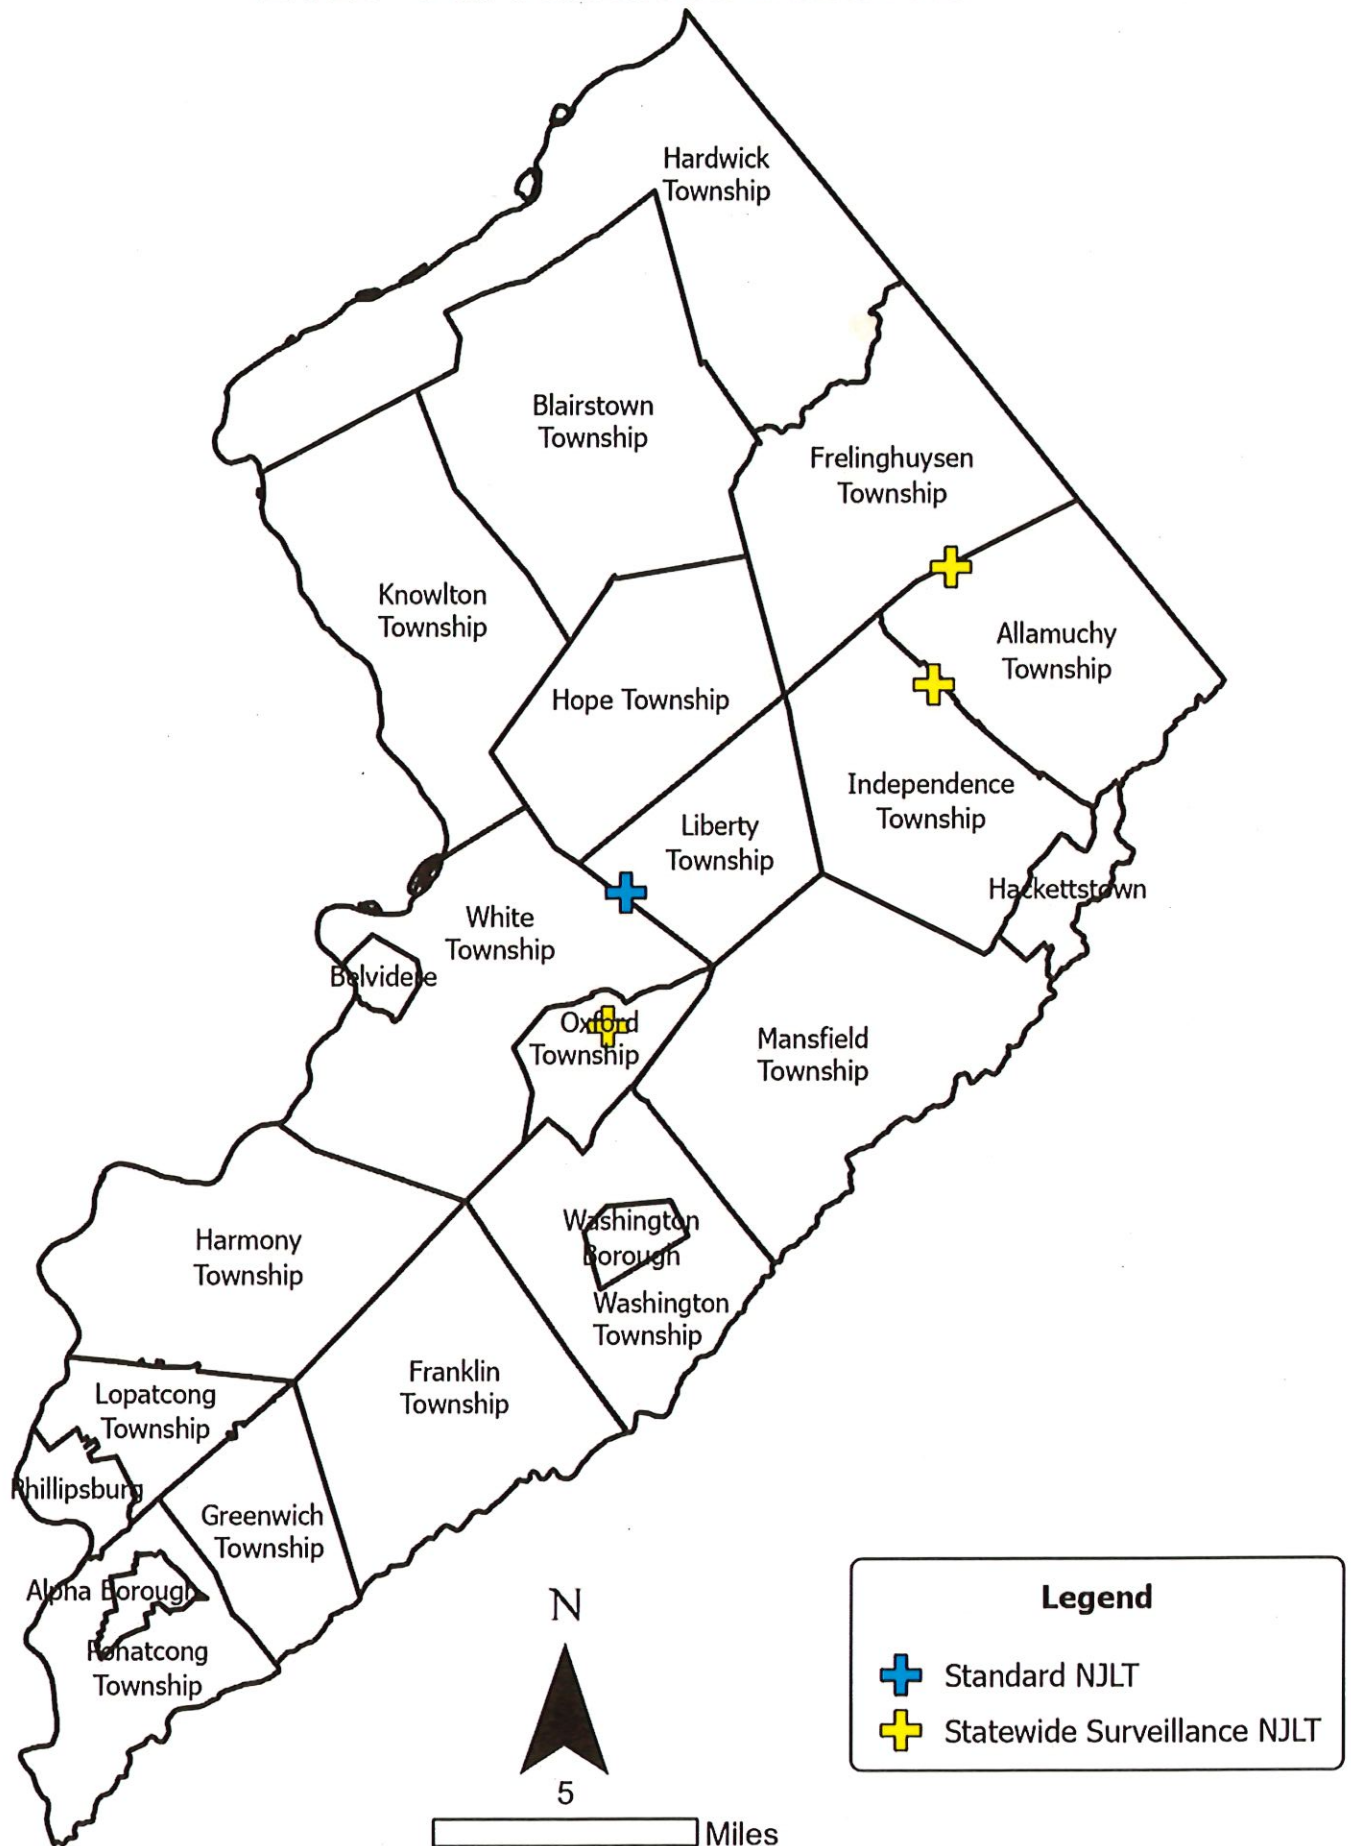 Hardwick
Township
Blairstown
Township
Frelinghuysen
Township
Knowlton
Township
Allamuchy
Township
Hope Township
Independence
Township
Liberty
Township
Hackettstown
White
Township
Belvidere
Oxford
Township
Mansfield
Township
Washington
Borough
Washington
Township
Harmony
Township
Franklin
Township
Lopatcong
Township
Phillipsburg
Greenwich
Township
Alpha Borough
Pohatcong
Township
N
5
Miles
Legend
Standard NJLT
Statewide Surveillance NJLT